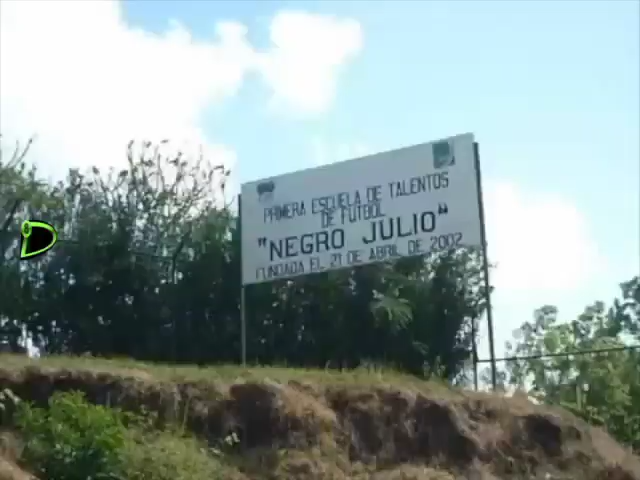 PRIMERA ESCUELA DE TALENTOS
DE FUTBOL
"NEGRO JULIO"
FUNDADA EL 21 DE ABRIL DE 2002